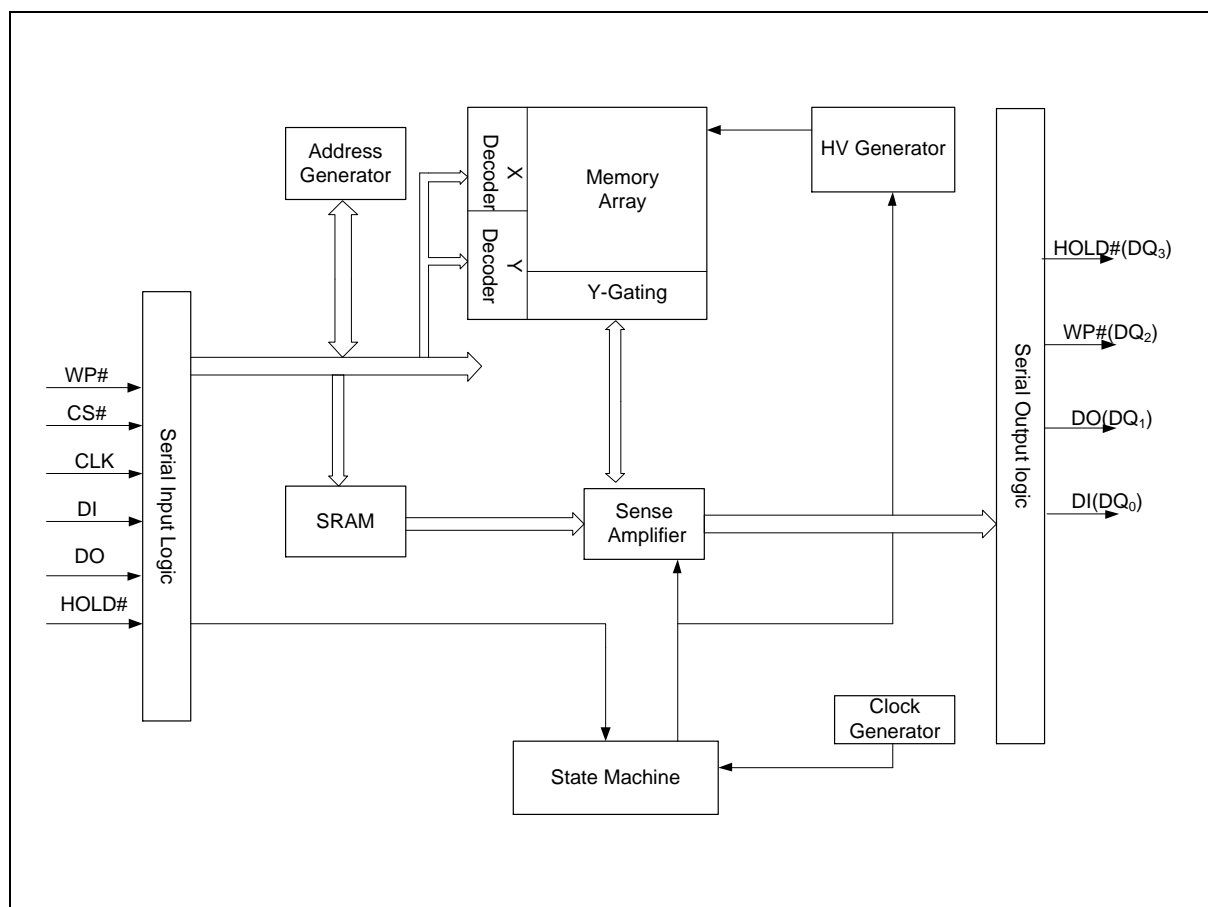 Address
Generator
X
Decoder
Y
Decoder
Memory
Array
Y-Gating
HV Generator
WP#
CS#
CLK
DI
DO
HOLD#
Serial Input Logic
SRAM
Sense
Amplifier
State Machine
Clock
Generator
Serial Output logic
HOLD#(DQ3)
WP#(DQ2)
DO(DQ1)
DI(DQ0)